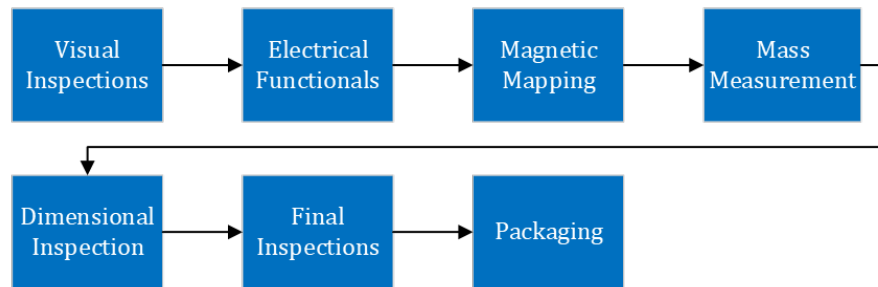 Visual
Inspections
Electrical
Functionals
Magnetic
Mapping
Mass
Measurement
Dimensional
Inspection
Final
Inspections
Packaging